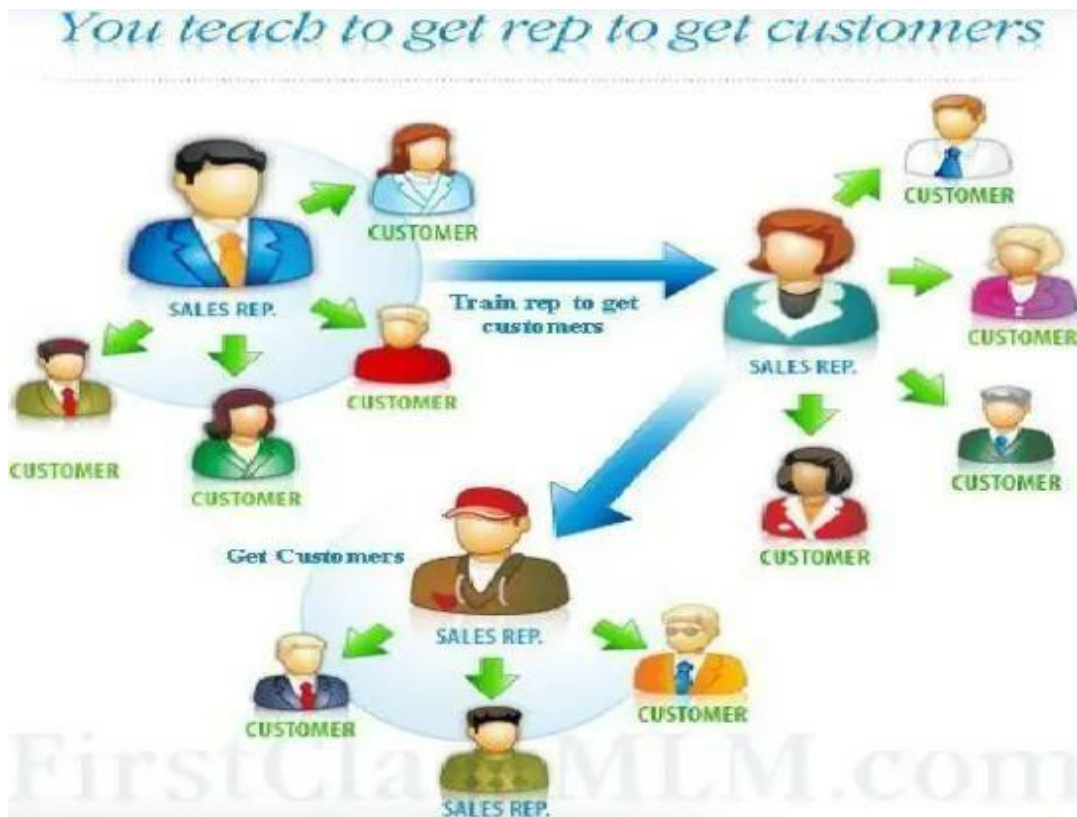 You teach to get rep to get customers
CUSTOMER
CUSTOMER
SALES REP.
Train rep to get
customers
CUSTOMER
SALES REP.
CUSTOMER
CUSTOMER
CUSTOMER
CUSTOMER
CUSTOMER
Get Customers
SALES REP.
CUSTOMER
CUSTOMER
SALES REP.